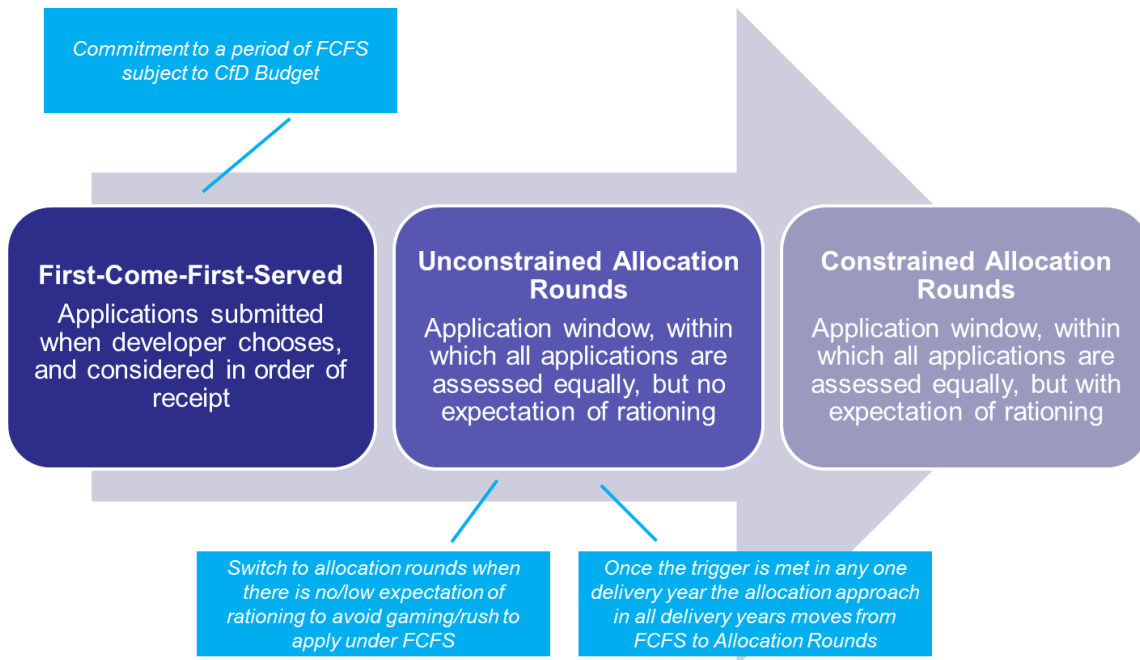 Commitment to a period of FCFS
subject to CfD Budget
First-Come-First-Served
Applications submitted
when developer chooses,
and considered in order of
receipt
Unconstrained Allocation
Rounds
Application window, within
which all applications are
assessed equally, but no
expectation of rationing
Constrained Allocation
Rounds
Application window, within
which all applications are
assessed equally, but with
expectation of rationing
Switch to allocation rounds when
there is no/low expectation of
rationing to avoid gaming/rush to
apply under FCFS
Once the trigger is met in any one
delivery year the allocation approach
in all delivery years moves from
FCFS to Allocation Rounds